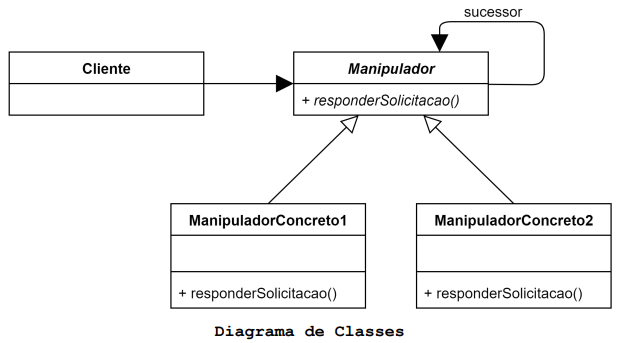 sucessor
Cliente
Manipulador
+ responderSolicitacao()
ManipuladorConcreto1
ManipuladorConcreto2
+ responderSolicitacao()
+ responderSolicitacao()
Diagrama de Classes